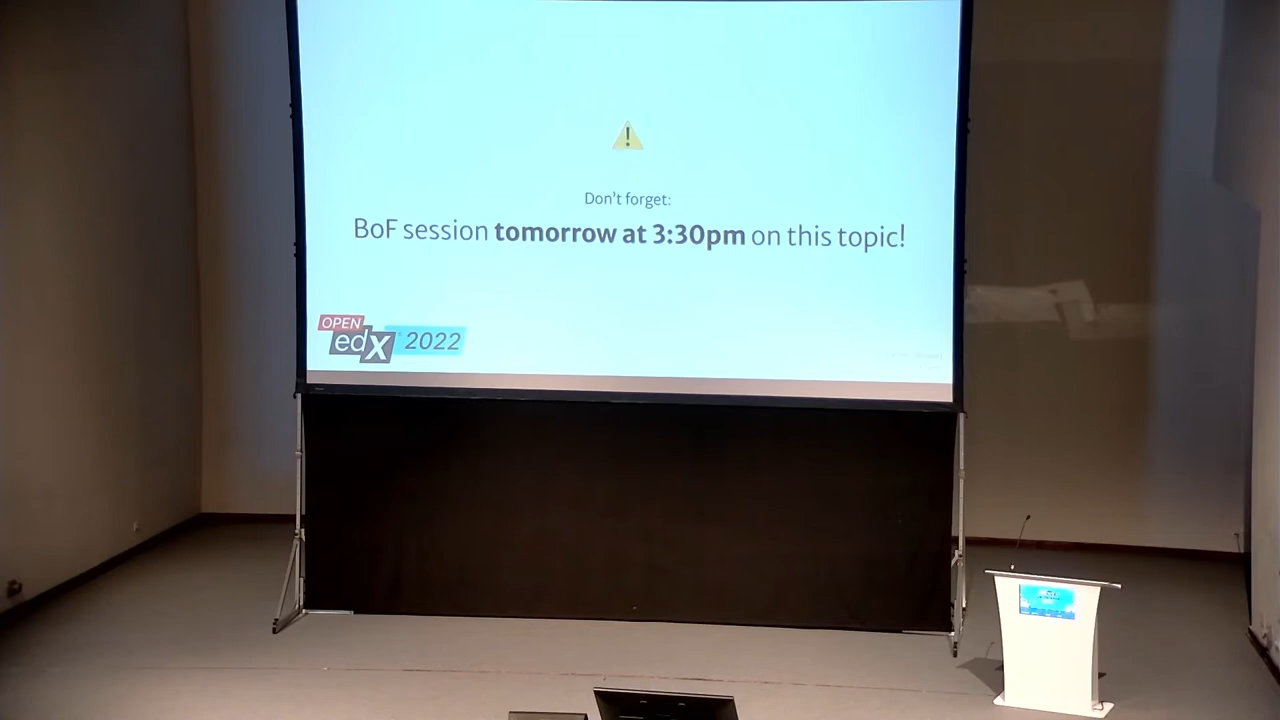 Don't forget:
BoF session tomorrow at 3:30pm on this topic!
OPEN
edX 2022